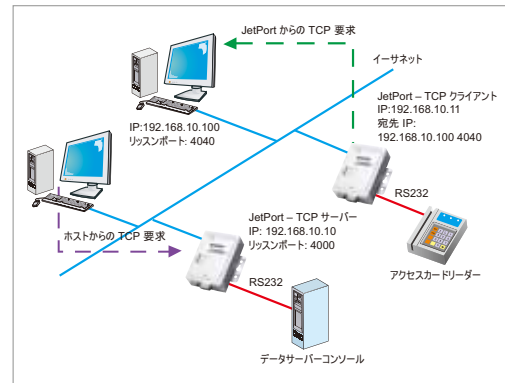 JetPort からの TCP 要求
イーサネット
IP:192.168.10.100
リッスンポート: 4040
JetPort – TCP クライアント
IP:192.168.10.11
宛先 IP:
192.168.10.100 4040
RS232
アクセスカードリーダー
ホストからの TCP 要求
JetPort – TCP サーバー
IP: 192.168.10.10
リッスンポート: 4000
RS232
データサーバーコンソール